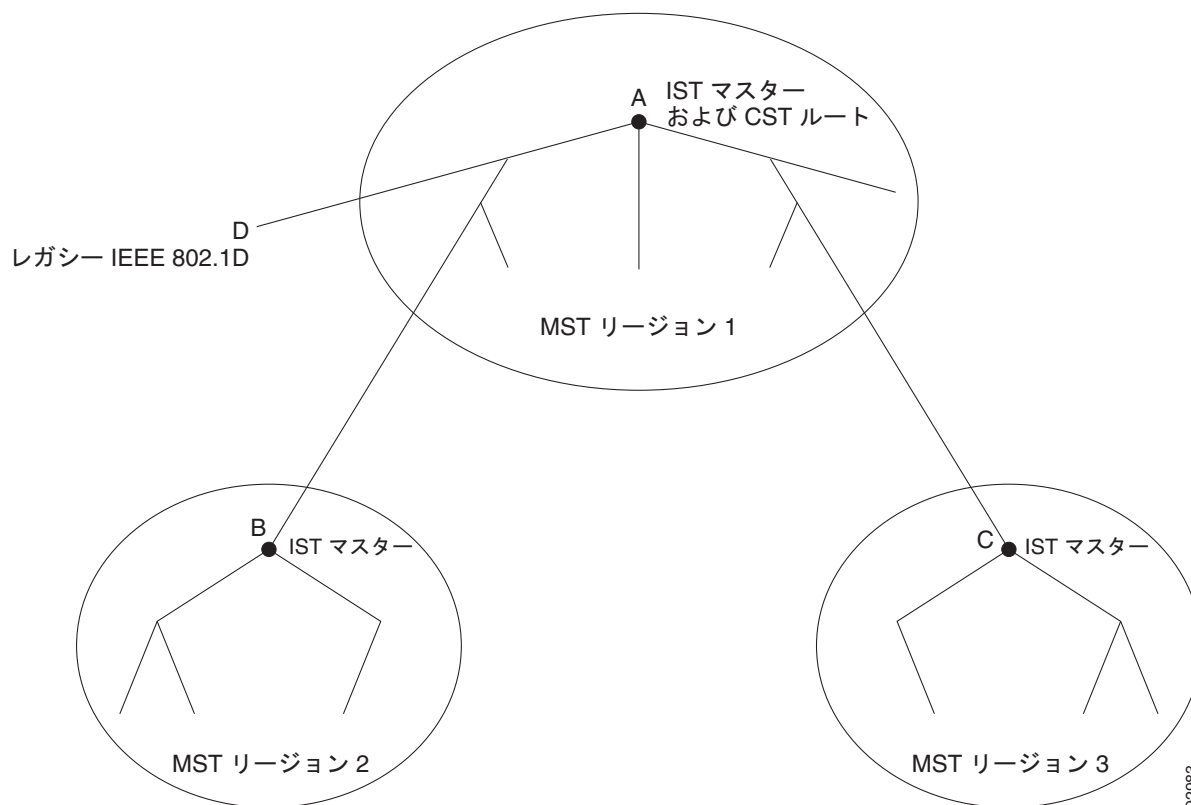 A
IST マスター
および CST ルート
D
レガシー IEEE 802.1D
MST リージョン 1
B
IST マスター
C
IST マスター
MST リージョン 2
MST リージョン 3